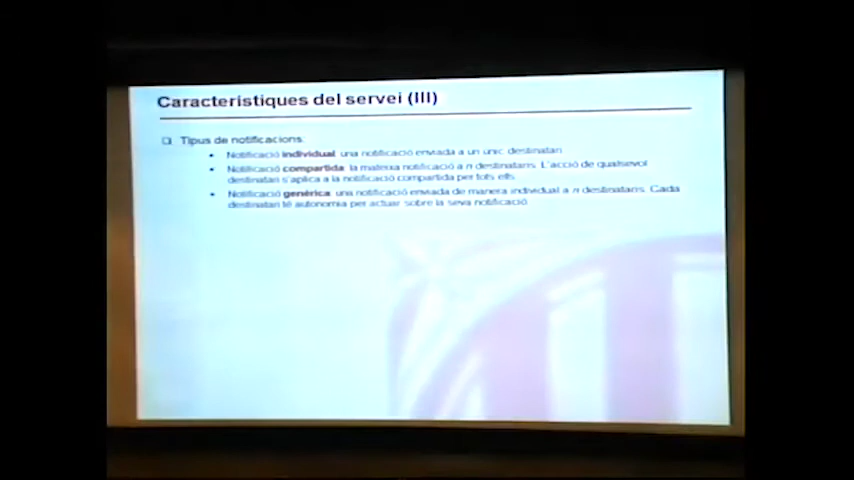 Característiques del servei (III)
Tipus de notificacions:
Notificació individual: una notificació enviada a un únic destinatari.
Notificació compartida: la mateixa notificació a n destinataris. L'acció de qualsevol
destinatari s'aplica a la notificació compartida per tots ells.
Notificació genèrica: una notificació enviada de manera individual a n destinataris. Cada
destinatari té autonomia per actuar sobre la seva notificació.